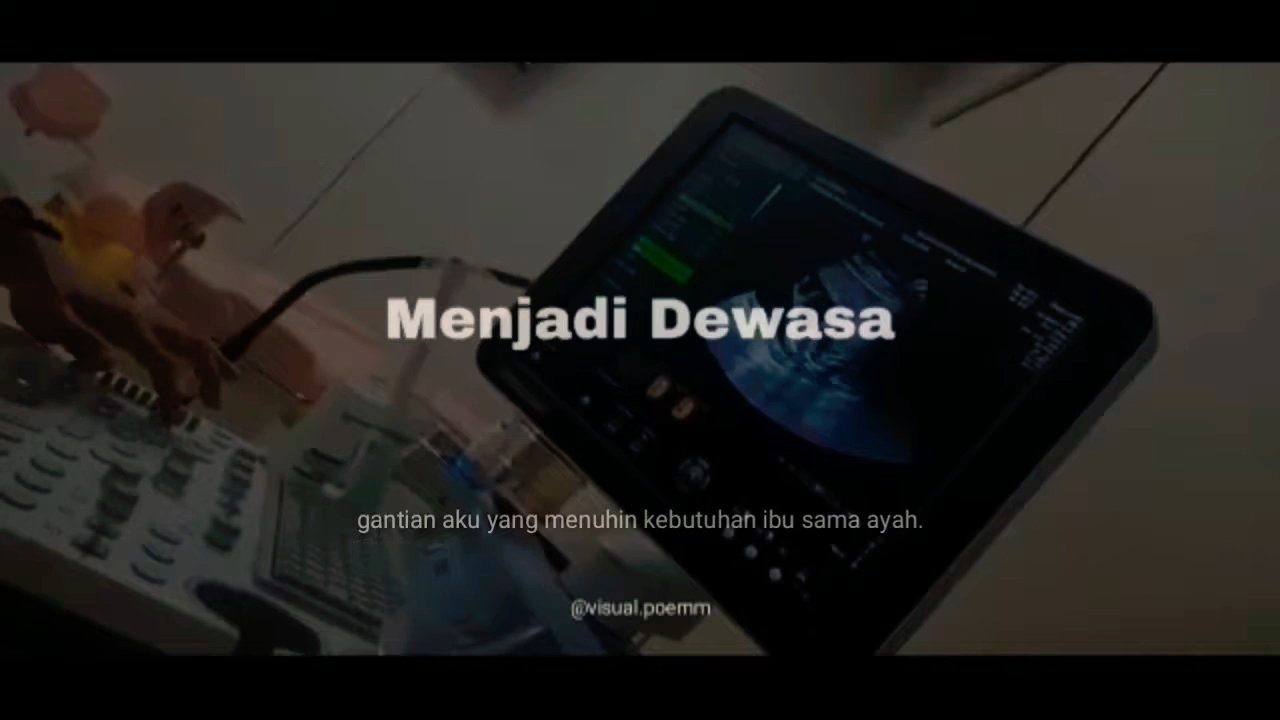 Menjadi Dewasa
gantian aku yang menuhin kebutuhan ibu sama ayah.
@visual.poemm